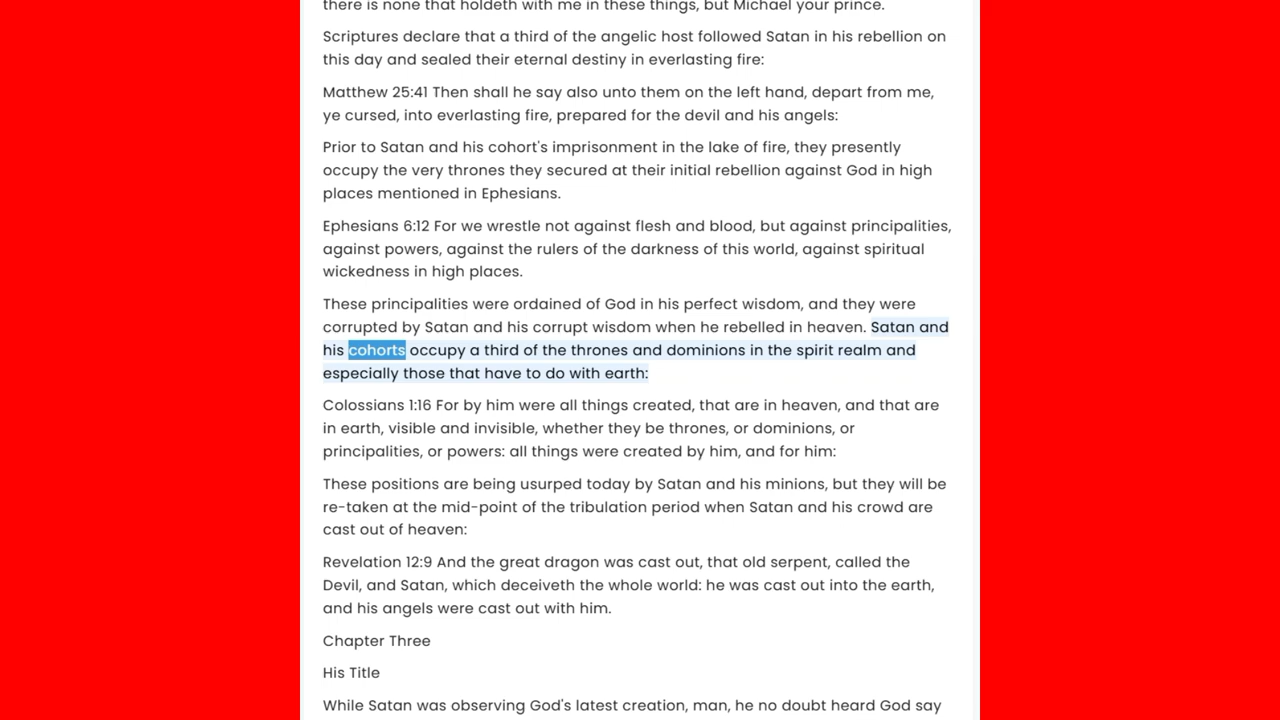 there is none that holdeth with me in these things, but Michael your prince.
Scriptures declare that a third of the angelic host followed Satan in his rebellion on
this day and sealed their eternal destiny in everlasting fire:
Matthew 25:41 Then shall he say also unto them on the left hand, depart from me,
ye cursed, into everlasting fire, prepared for the devil and his angels:
Prior to Satan and his cohort's imprisonment in the lake of fire, they presently
occupy the very thrones they secured at their initial rebellion against God in high
places mentioned in Ephesians.
Ephesians 6:12 For we wrestle not against flesh and blood, but against principalities,
against powers, against the rulers of the darkness of this world, against spiritual
wickedness in high places.
These principalities were ordained of God in his perfect wisdom, and they were
corrupted by Satan and his corrupt wisdom when he rebelled in heaven. Satan and
his cohorts occupy a third of the thrones and dominions in the spirit realm and
especially those that have to do with earth:
Colossians 1:16 For by him were all things created, that are in heaven, and that are
in earth, visible and invisible, whether they be thrones, or dominions, or
principalities, or powers: all things were created by him, and for him:
These positions are being usurped today by Satan and his minions, but they will be
re-taken at the mid-point of the tribulation period when Satan and his crowd are
cast out of heaven:
Revelation 12:9 And the great dragon was cast out, that old serpent, called the
Devil, and Satan, which deceiveth the whole world: he was cast out into the earth,
and his angels were cast out with him.
Chapter Three
His Title
While Satan was observing God's latest creation, man, he no doubt heard God say